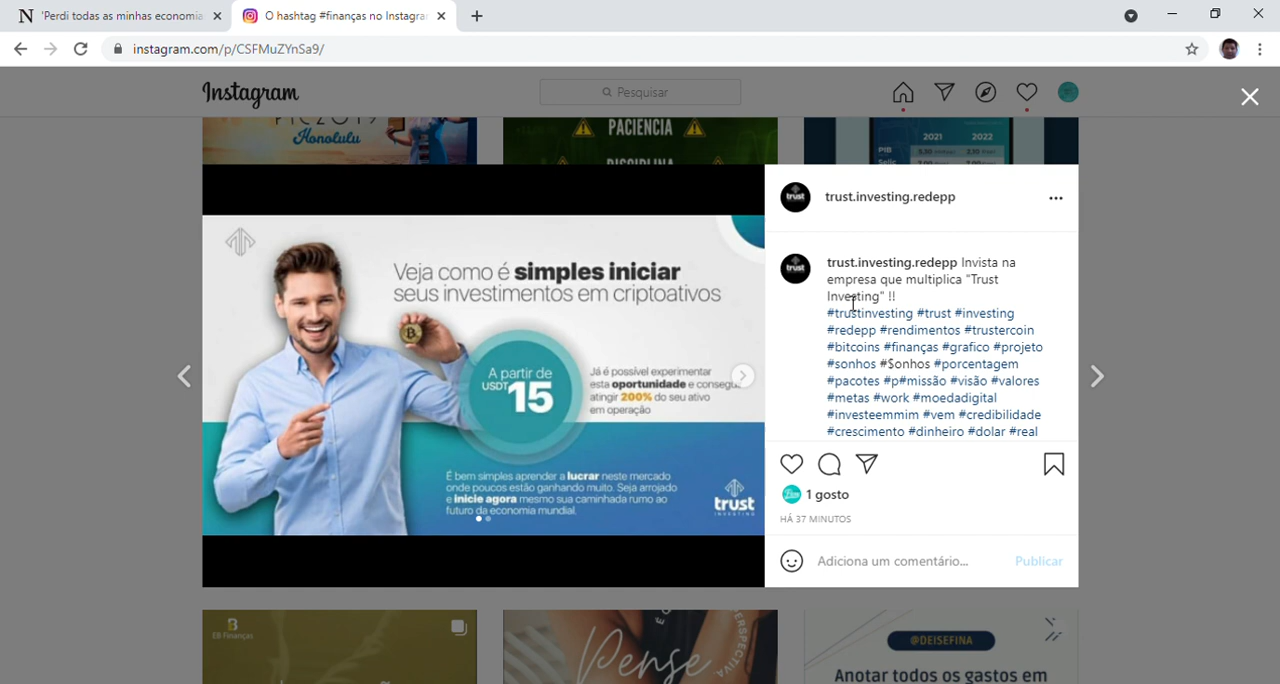 'Perdi todas as minhas economia
O hashtag #finanças no Instagra
instagram.com/p/CSFMuZYnSa9/
Instagram
Pesquisar
Honolulu
PACIÊNCIA
DISCIPLINA
2021 2022
PIB
Selic
trust.investing.redepp
Veja como é simples iniciar
seus investimentos em criptoativos
A partir de
USDT 15
Já é possível experimentar
esta oportunidade e consegu
atingir 200% do seu ativo
em operação
É bem simples aprender a lucrar neste mercado
onde poucos estão ganhando muito. Seja arrojado
e inicie agora mesmo sua caminhada rumo ao
futuro da economia mundial.
trust
INVESTING
trust.investing.redepp Invista na
empresa que multiplica "Trust
Investing" !!
#trustinvesting #trust #investing
#redepp #rendimentos #trustercoin
#bitcoins #finanças #grafico #projeto
#sonhos #$onhos #porcentagem
#pacotes #p#missão #visão #valores
#metas #work #moedadigital
#investeemmim #vem #credibilidade
#crescimento #dinheiro #dolar #real
1 gosto
HÁ 37 MINUTOS
Adiciona um comentário...
Publicar
EB Finanças
Pense
PERSPECTIVA
@DEISEFINA
Anotar todos os gastos em